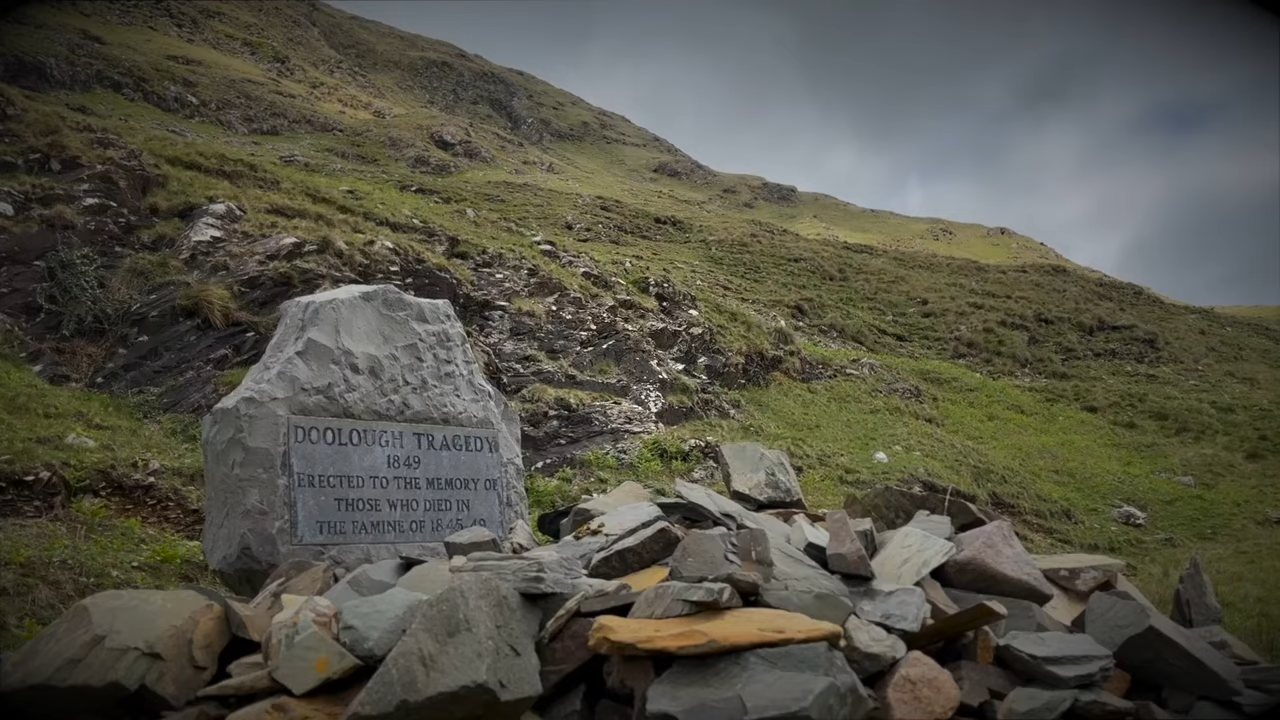 DOOLOUGH TRAGEDY
1849
ERECTED TO THE MEMORY OF
THOSE WHO DIED IN
THE FAMINE OF 1845-49